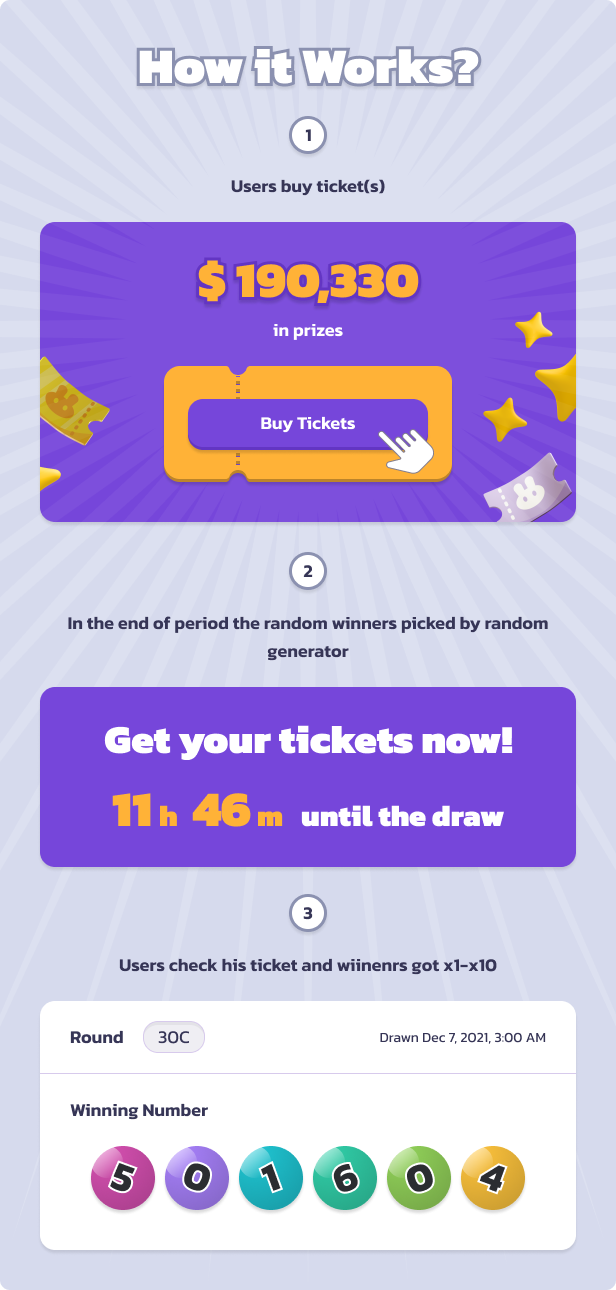 How it Works?
1
Users buy ticket(s)
$ 190,330
in prizes
Buy Tickets
2
In the end of period the random winners picked by random
generator
Get your tickets now!
11 h 46 m until the draw
3
Users check his ticket and wiinenrs got x1-x10
Round 30C Drawn Dec 7, 2021, 3:00 AM
Winning Number
5 0 1 6 0 4